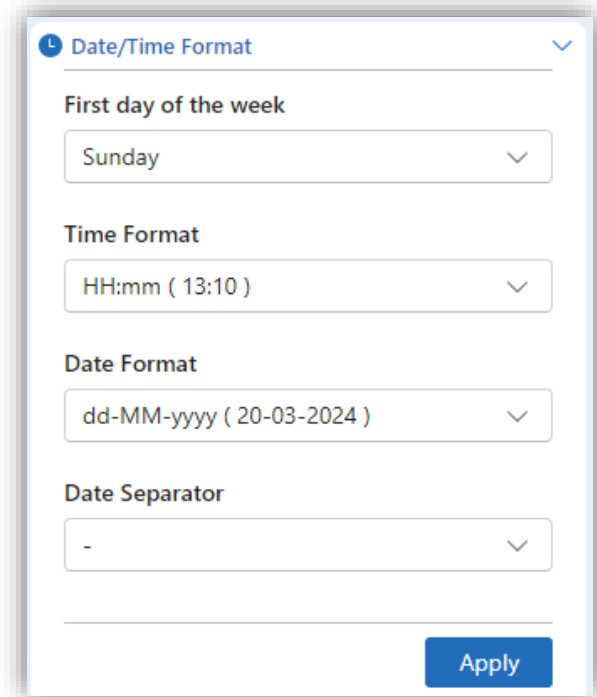 Date/Time Format
First day of the week
Sunday
Time Format
HH:mm ( 13:10 )
Date Format
dd-MM-yyyy ( 20-03-2024 )
Date Separator
-
Apply